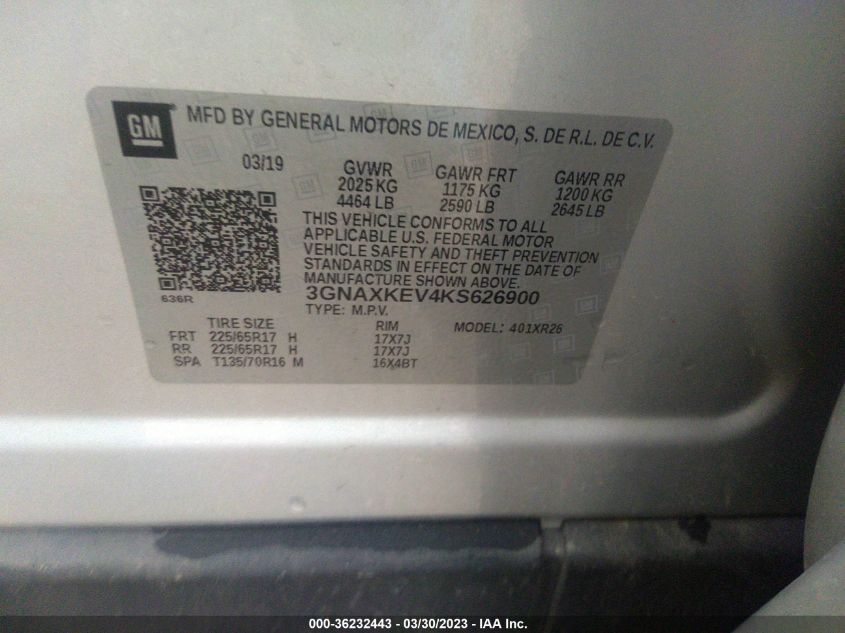 GM
MFD BY GENERAL MOTORS DE MEXICO, S. DE R.L. DE C.V.
03/19 GVWR GAWR FRT GAWR RR
2025 KG 1175 KG 1200 KG
4464 LB 2590 LB 2645 LB
THIS VEHICLE CONFORMS TO ALL
APPLICABLE U.S. FEDERAL MOTOR
VEHICLE SAFETY AND THEFT PREVENTION
STANDARDS IN EFFECT ON THE DATE OF
MANUFACTURE SHOWN ABOVE.
636R
3GNAXKEV4KS626900
TYPE: M.P.V.
TIRE SIZE RIM MODEL: 401XR26
FRT 225/65R17 H 17X7J
RR 225/65R17 H 17X7J
SPA T135/70R16 M 16X4BT
000-36232443 - 03/30/2023 - IAA Inc.